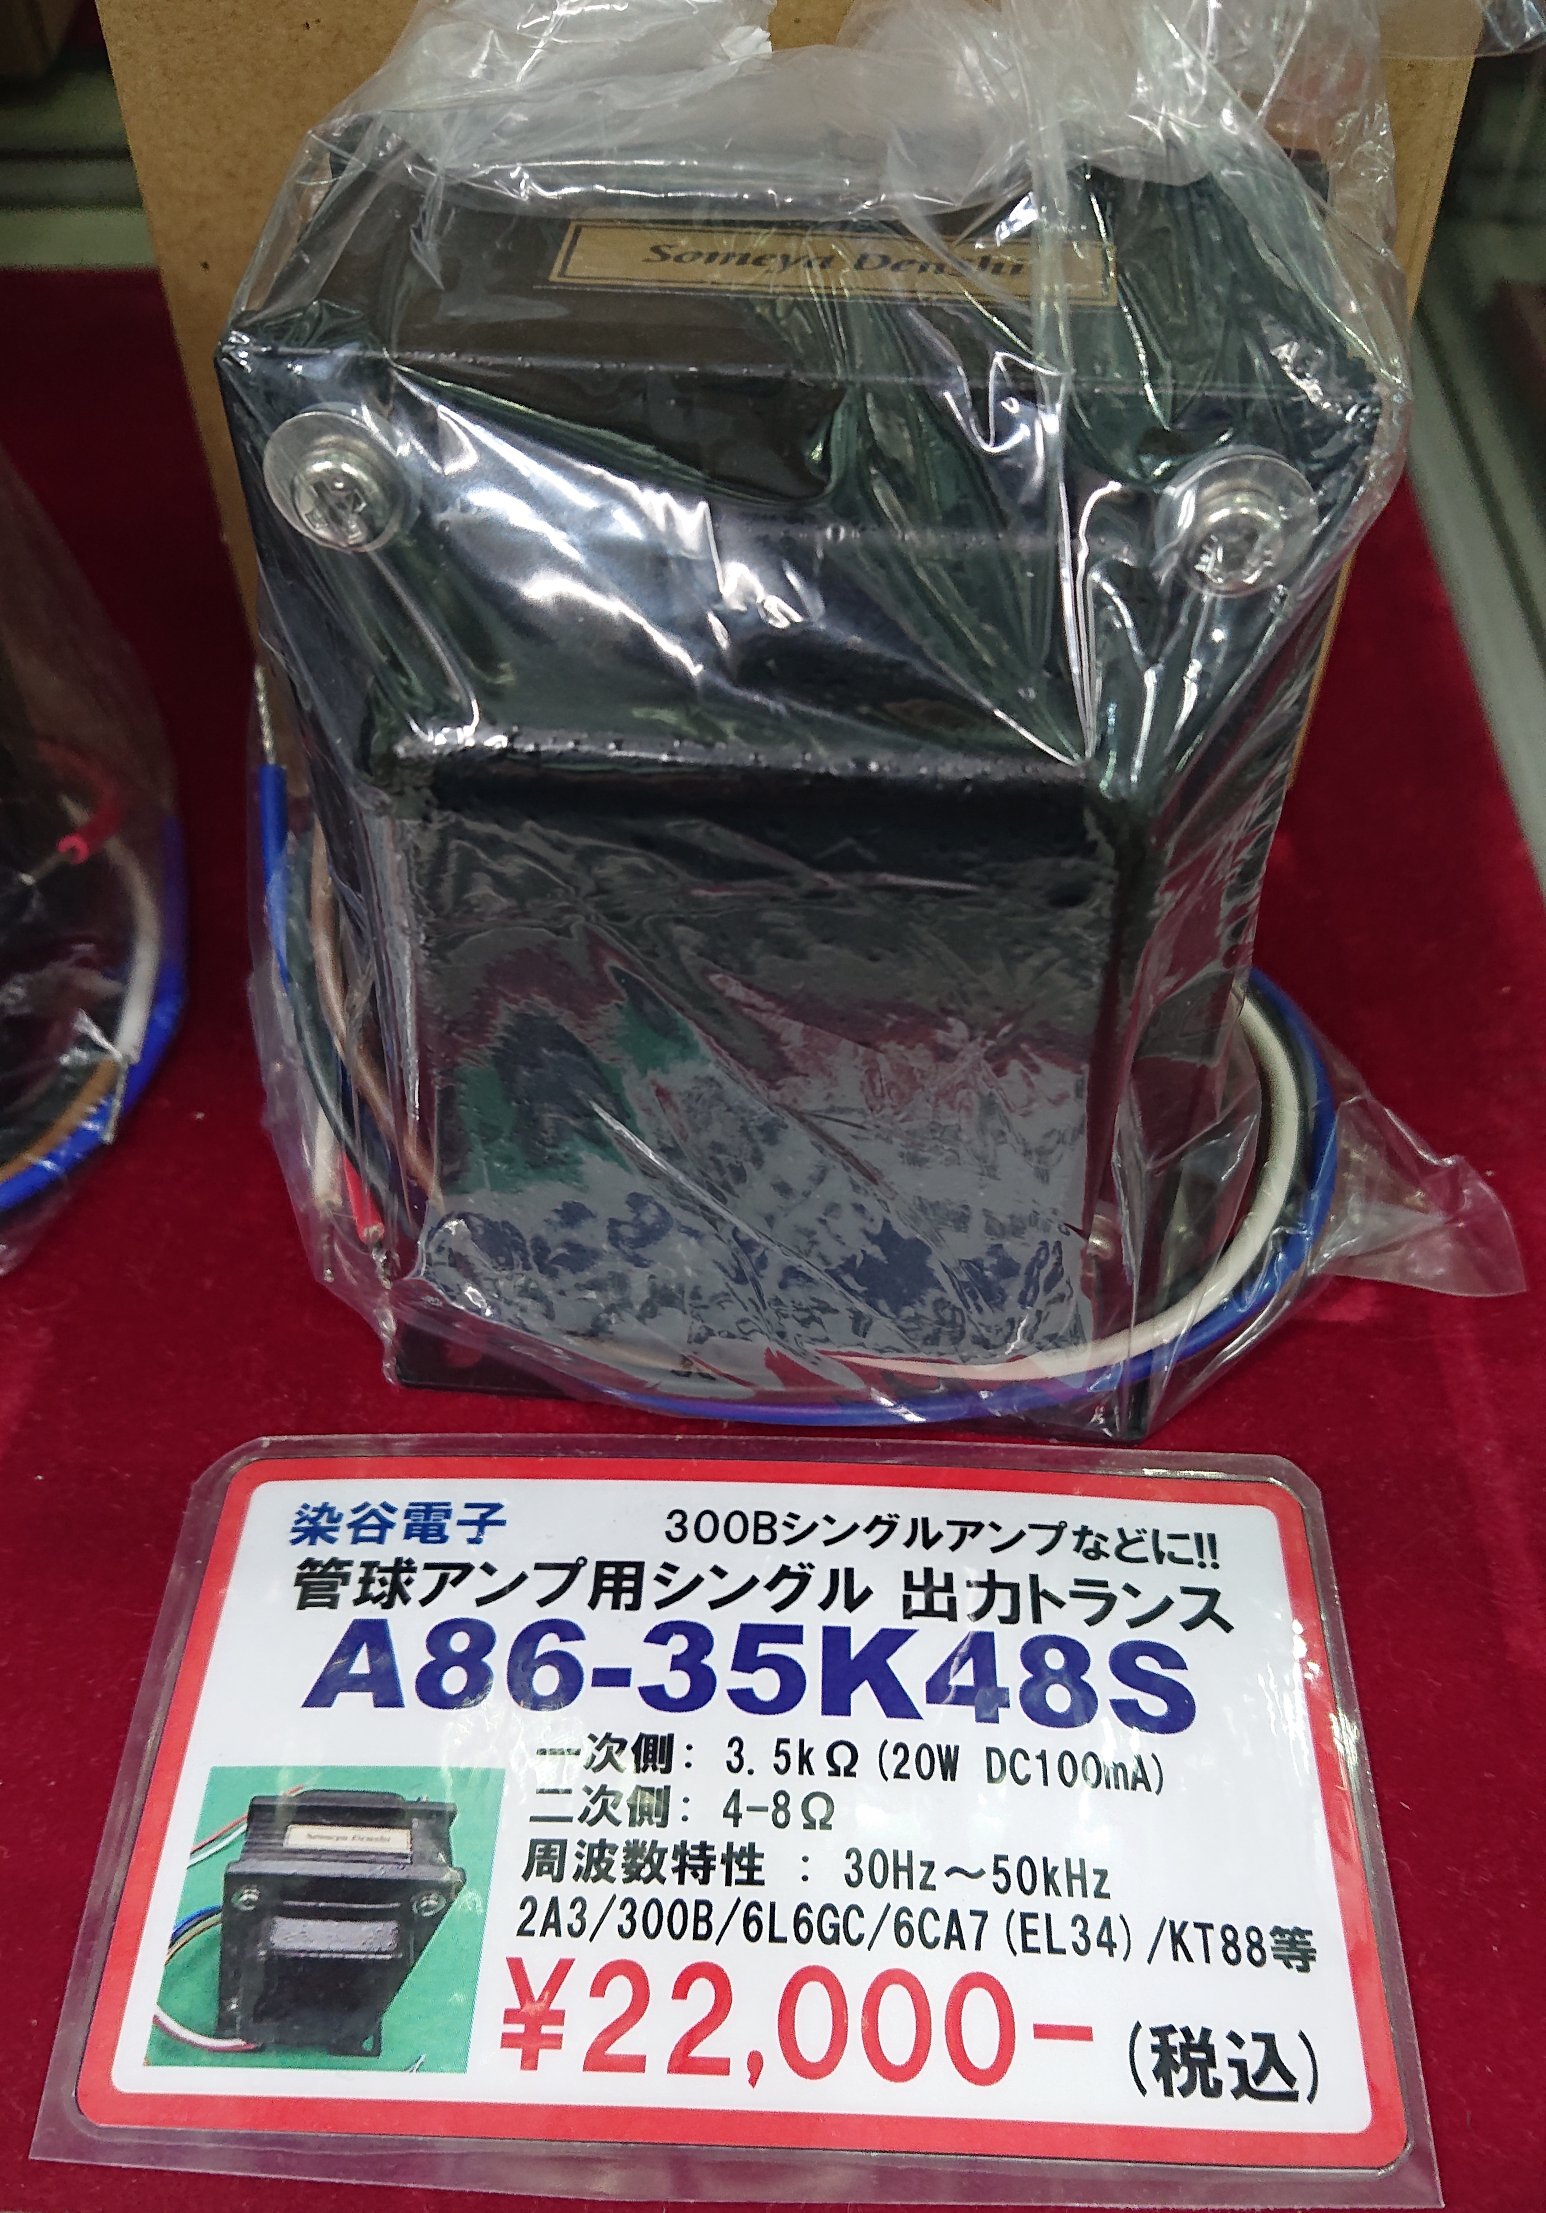 Someya Denshi
染谷電子 300Bシングルアンプなどに!!
管球アンプ用シングル 出力トランス
A86-35K48S
一次側: 3.5kΩ(20W DC100mA)
二次側: 4-8Ω
周波数特性 : 30Hz～50kHz
2A3/300B/6L6GC/6CA7(EL34)/KT88等
¥22,000-(税込)
Someya Denshi